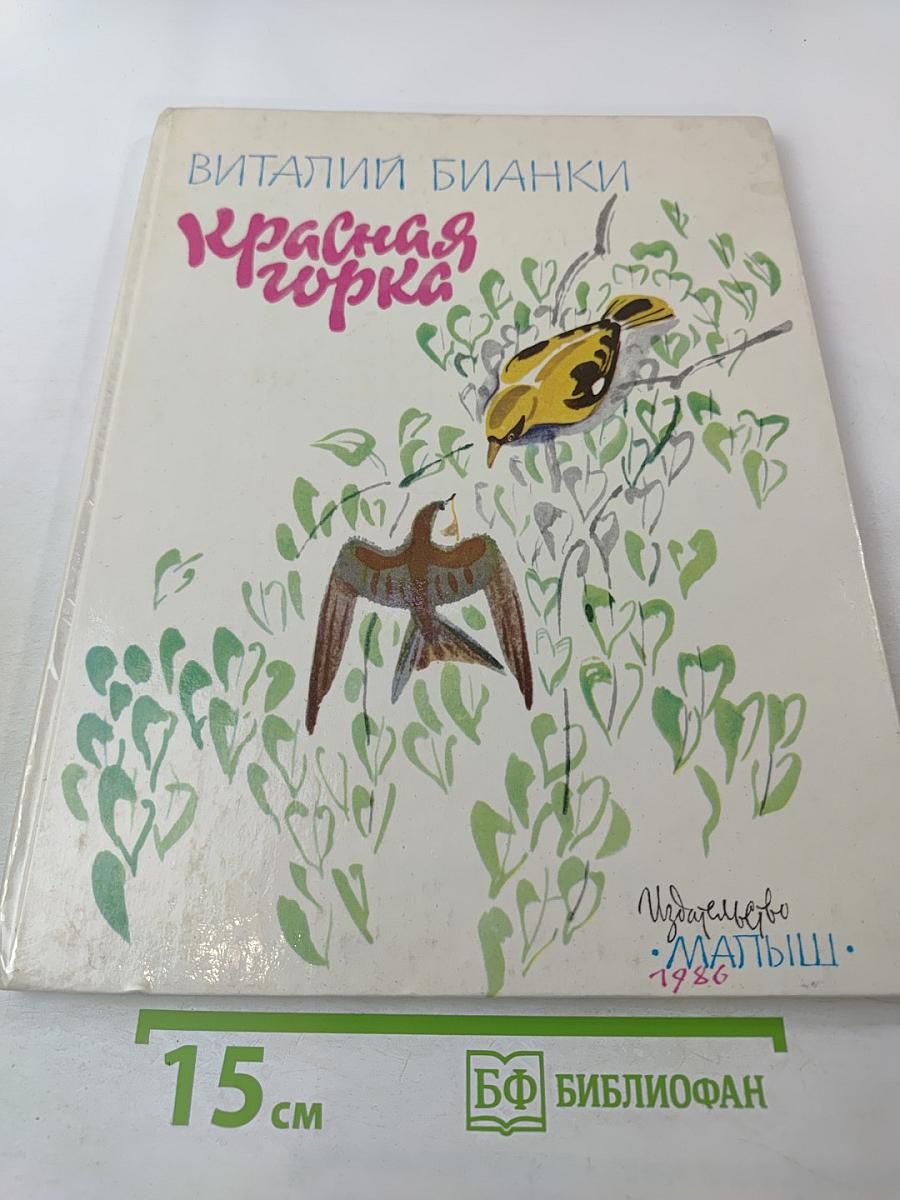 ВИТАЛИЙ БИАНКИ
Красная
горка
Издательство
·МАЛЫШ·
1986
15 см
БФ БИБЛИОФАН